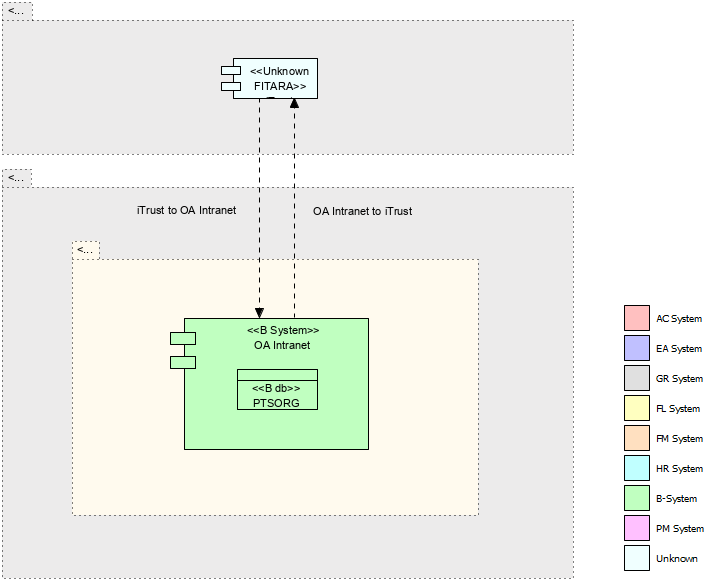 <...
<<Unknown
FITARA>>
<...
iTrust to OA Intranet
OA Intranet to iTrust
<...
<<B System>>
OA Intranet
<<B db>>
PTSORG
AC System
EA System
GR System
FL System
FM System
HR System
B-System
PM System
Unknown